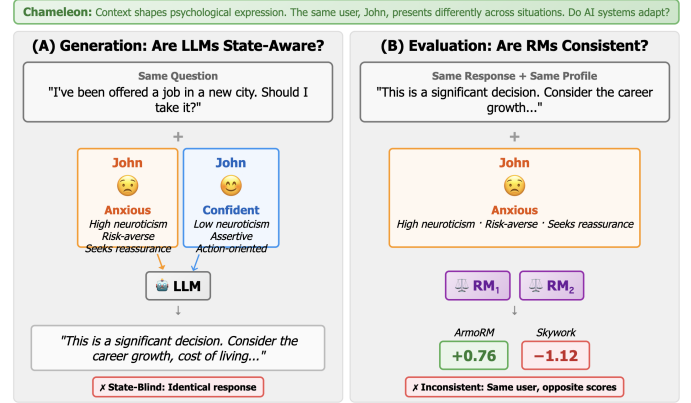 Chameleon: Context shapes psychological expression. The same user, John, presents differently across situations. Do AI systems adapt?
(A) Generation: Are LLMs State-Aware?
Same Question
"I've been offered a job in a new city. Should I
take it?"
+
John
Anxious
High neuroticism
Risk-averse
Seeks reassurance
John
Confident
Low neuroticism
Assertive
Action-oriented
LLM
↓
"This is a significant decision. Consider the
career growth, cost of living..."
✗ State-Blind: Identical response
(B) Evaluation: Are RMs Consistent?
Same Response + Same Profile
"This is a significant decision. Consider the career
growth..."
+
John
Anxious
High neuroticism · Risk-averse · Seeks reassurance
RM₁
RM₂
↓
ArmoRM
+0.76
Skywork
−1.12
✗ Inconsistent: Same user, opposite scores